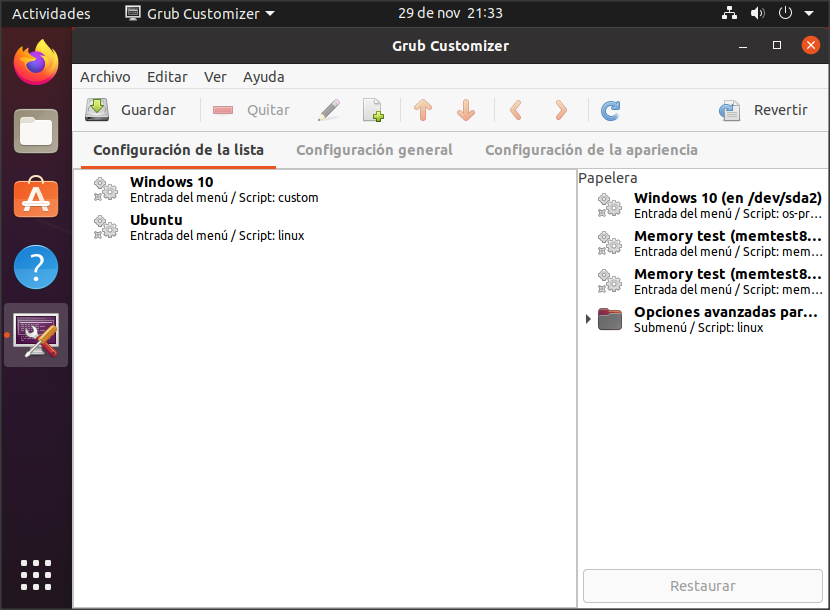 Actividades Grub Customizer 29 de nov 21:33
Grub Customizer
Archivo Editar Ver Ayuda
Guardar Quitar Revertir
Configuración de la lista Configuración general Configuración de la apariencia
Windows 10
Entrada del menú / Script: custom
Ubuntu
Entrada del menú / Script: linux
Papelera
Windows 10 (en /dev/sda2)
Entrada del menú / Script: os-pr...
Memory test (memtest8...
Entrada del menú / Script: mem...
Memory test (memtest8...
Entrada del menú / Script: mem...
Opciones avanzadas par...
Submenú / Script: linux
Restaurar